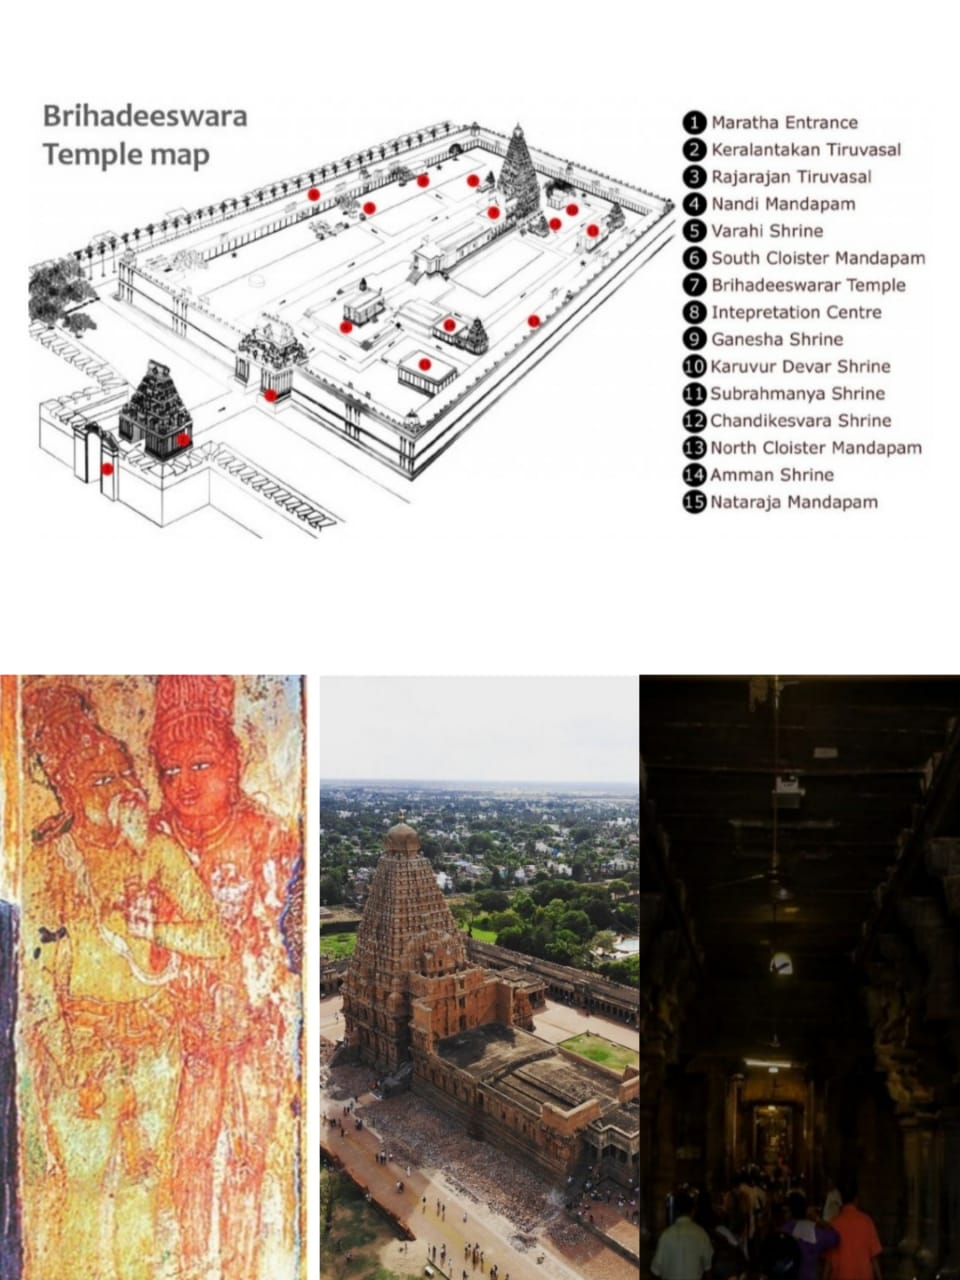 Brihadeeswara
Temple map
1 Maratha Entrance
2 Keralantakan Tiruvasal
3 Rajarajan Tiruvasal
4 Nandi Mandapam
5 Varahi Shrine
6 South Cloister Mandapam
7 Brihadeeswarar Temple
8 Intepretation Centre
9 Ganesha Shrine
10 Karuvur Devar Shrine
11 Subrahmanya Shrine
12 Chandikesvara Shrine
13 North Cloister Mandapam
14 Amman Shrine
15 Nataraja Mandapam